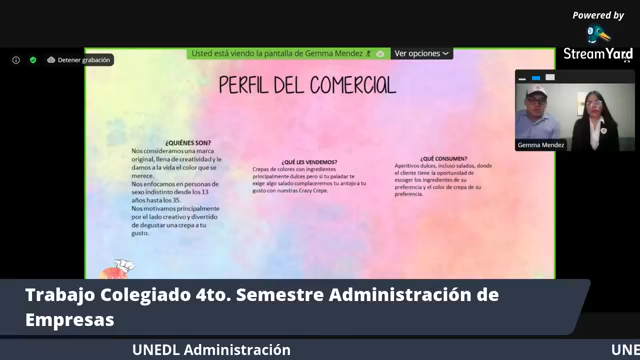 Powered by
StreamYard
Usted está viendo la pantalla de Gemma Mendez
Ver opciones
Detener grabación
PERFIL DEL COMERCIAL
Gemma Mendez
¿QUIÉNES SON?
Nos consideramos una marca
original, llena de creatividad y le
damos a la vida el color que se
merece.
Nos enfocamos en personas de
sexo indistinto desde los 13
años hasta los 35.
Nos motivamos principalmente
por el lado creativo y divertido
de degustar una crepa a tu
gusto.
¿QUÉ LES VENDEMOS?
Crepas de colores con ingredientes
principalmente dulces pero si tu paladar te
exige algo salado complaceremos tu antojo a tu
gusto con nuestras Crazy Crepe.
¿QUÉ CONSUMEN?
Aperitivos dulces, incluso salados, donde
el cliente tiene la oportunidad de
escoger los ingredientes de su
preferencia y el color de crepa de su
preferencia.
Trabajo Colegiado 4to. Semestre Administración de
Empresas
UNEDL Administración
UNE